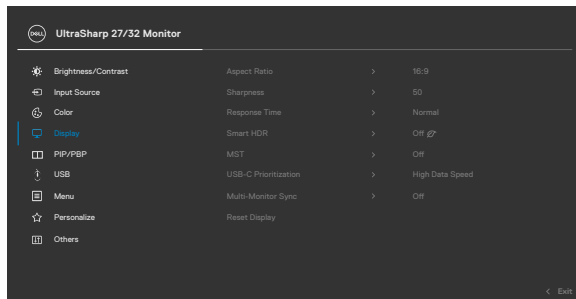 DELL UltraSharp 27/32 Monitor
Brightness/Contrast Aspect Ratio > 16:9
Input Source Sharpness > 50
Color Response Time > Normal
Display Smart HDR > Off
PIP/PBP MST > Off
USB USB-C Prioritization > High Data Speed
Menu Multi-Monitor Sync > Off
Personalize Reset Display
Others
< Exit